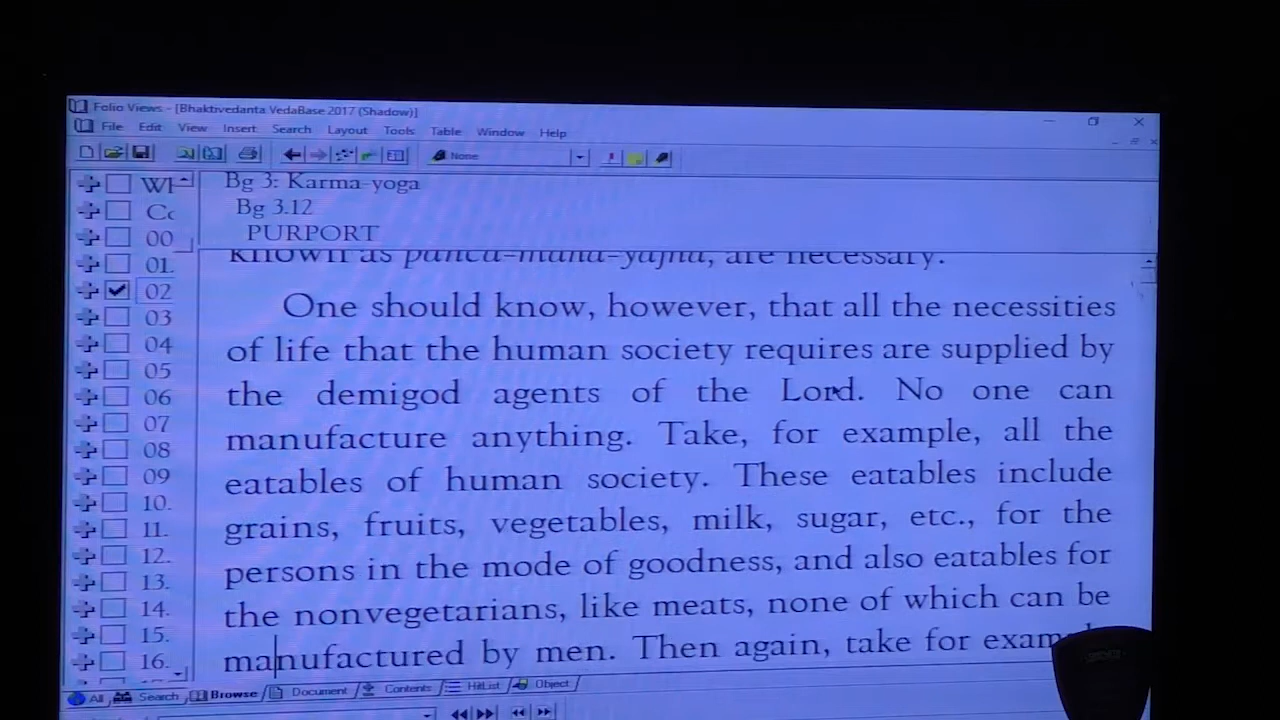 Folio Views - [Bhaktivedanta VedaBase 2017 (Shadow)]
File Edit View Insert Search Layout Tools Table Window Help
None
Bg 3: Karma-yoga
Bg 3.12
PURPORT
00
01.
02
03
04
05
06
07
08
09
10.
11.
12.
13.
14.
15.
16.
known as panca-maha-yajna, are necessary.
One should know, however, that all the necessities
of life that the human society requires are supplied by
the demigod agents of the Lord. No one can
manufacture anything. Take, for example, all the
eatables of human society. These eatables include
grains, fruits, vegetables, milk, sugar, etc., for the
persons in the mode of goodness, and also eatables for
the nonvegetarians, like meats, none of which can be
manufactured by men. Then again, take for
All Search Browse Document Contents HitList Object